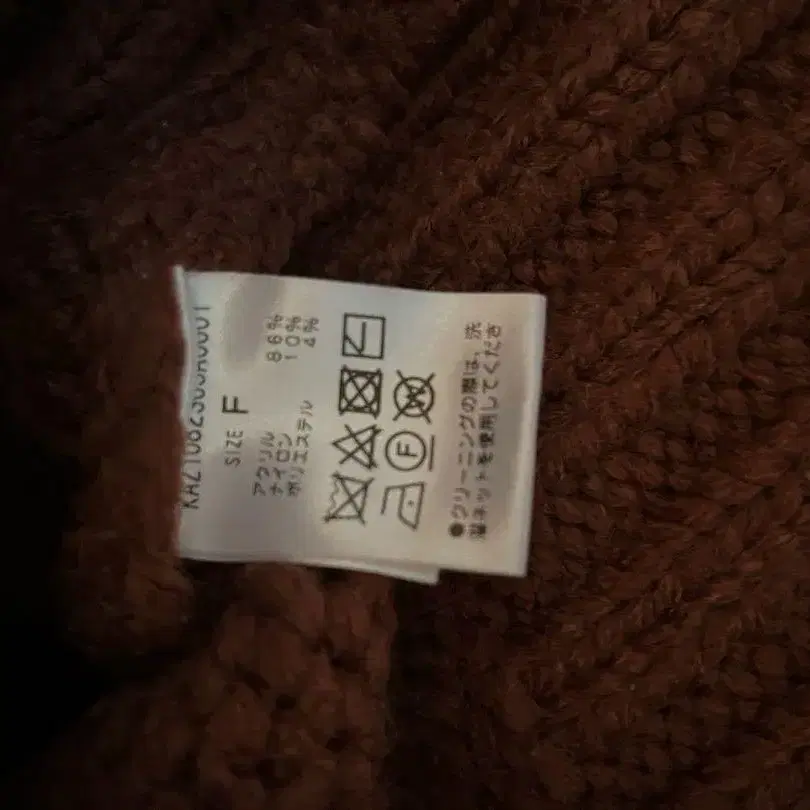 SIZE F
アクリル 86%
ナイロン 10%
ポリエステル 4%
F
W
●クリーニングの際は、洗
濯ネットを使用してくださ